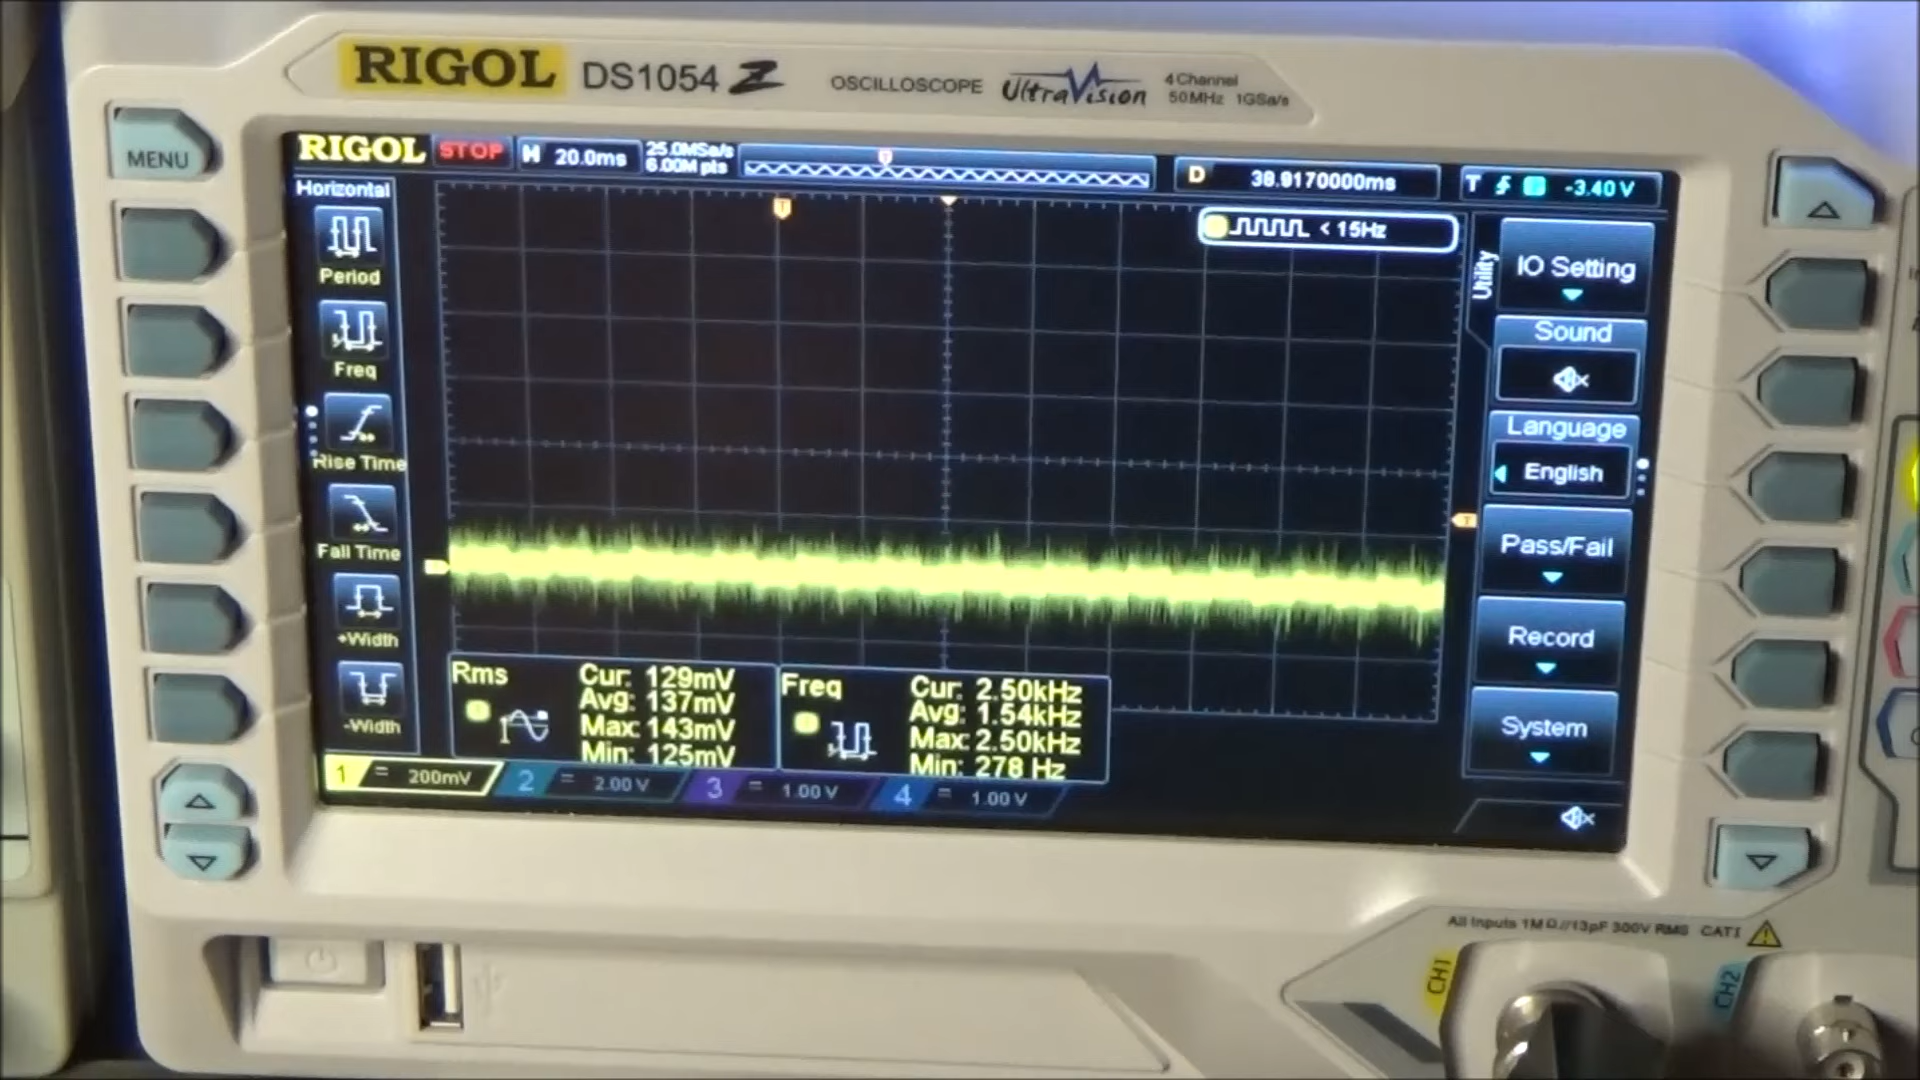 RIGOL DS1054 Z OSCILLOSCOPE UltraVision 4 Channel
50MHz 1GSa/s
MENU
RIGOL STOP H 20.0ms 25.0MSa/s
6.00M pts
D 38.9170000ms T -3.40 V
Horizontal
Period
Freq
Rise Time
Fall Time
+Width
-Width
T
< 15Hz
T
Utility
IO Setting
Sound
Language
English
Pass/Fail
Record
System
Rms
Cur: 129mV
Avg: 137mV
Max: 143mV
Min: 125mV
Freq
Cur: 2.50kHz
Avg: 1.54kHz
Max: 2.50kHz
Min: 278 Hz
1 = 200mV 2 = 2.00 V 3 = 1.00 V 4 = 1.00 V
All Inputs 1MΩ//13pF 300V RMS CAT I
CH1
CH2